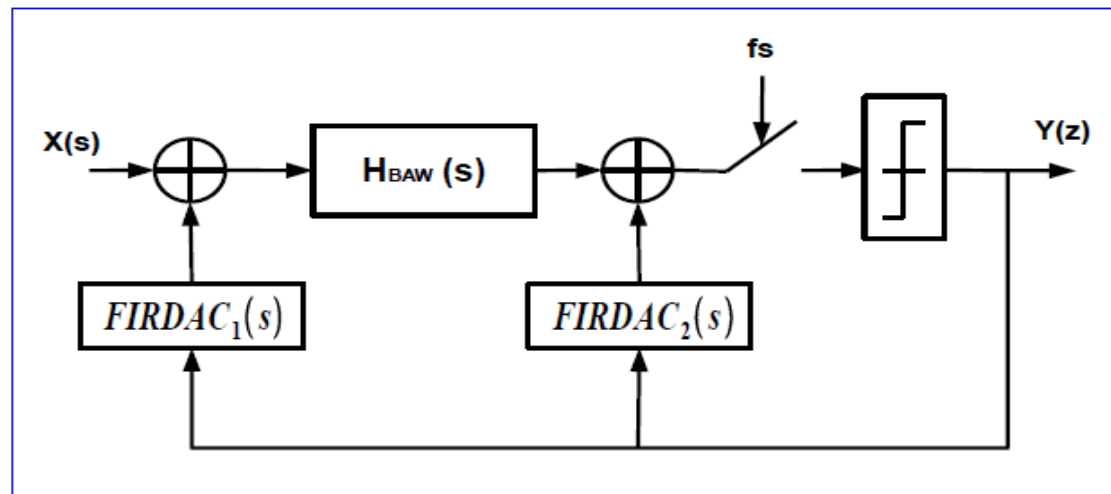 fs
X(s)
HBAW (s)
Y(z)
FIRDAC1(s)
FIRDAC2(s)